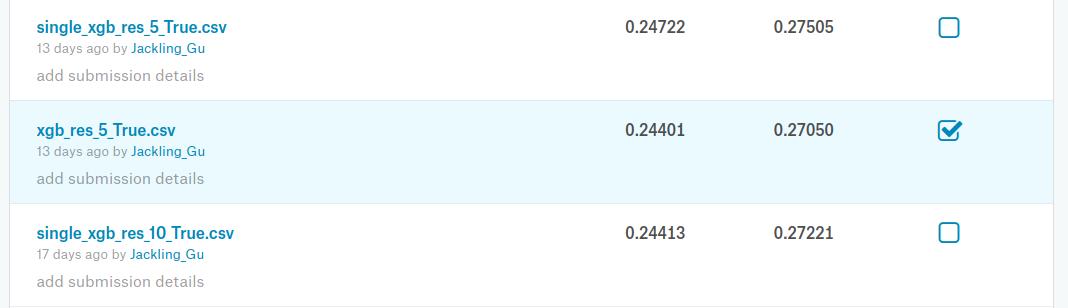 single_xgb_res_5_True.csv 0.24722 0.27505
13 days ago by Jackling_Gu
add submission details
xgb_res_5_True.csv 0.24401 0.27050
13 days ago by Jackling_Gu
add submission details
single_xgb_res_10_True.csv 0.24413 0.27221
17 days ago by Jackling_Gu
add submission details